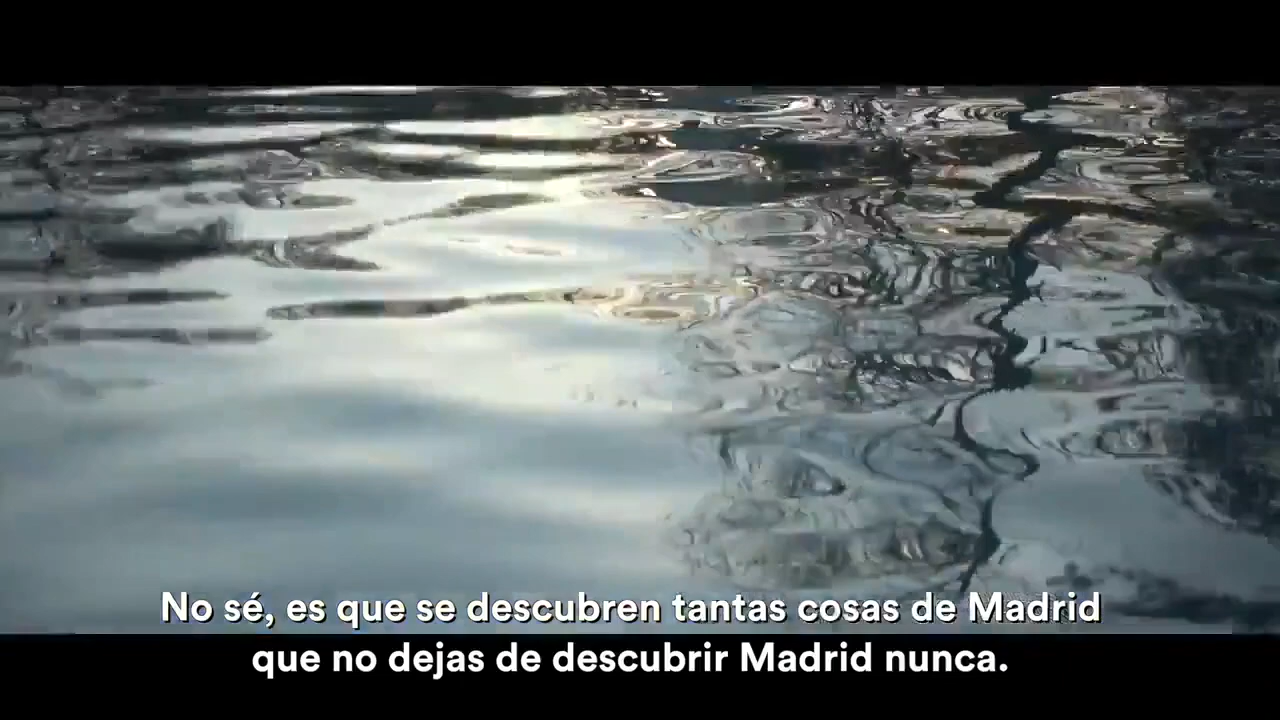 No sé, es que se descubren tantas cosas de Madrid
que no dejas de descubrir Madrid nunca.